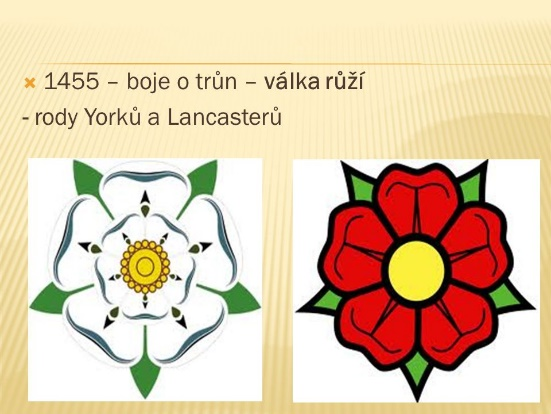 1455 – boje o trůn – válka růží
- rody Yorků a Lancasterů